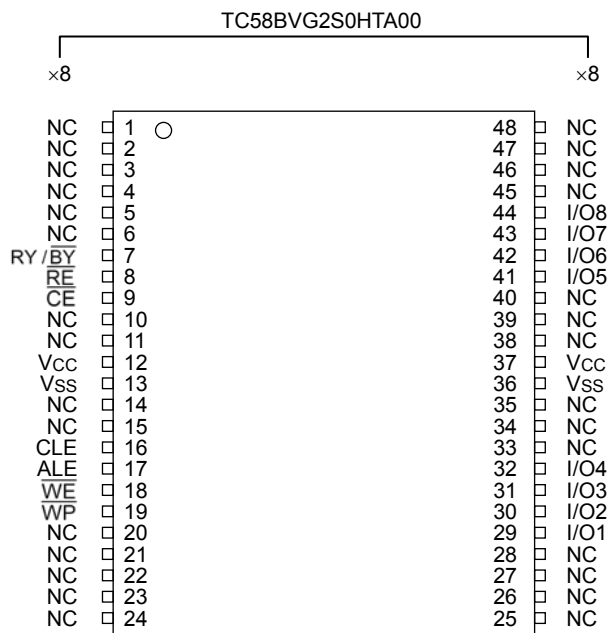 TC58BVG2S0HTA00
×8 ×8
NC 1 48 NC
NC 2 47 NC
NC 3 46 NC
NC 4 45 NC
NC 5 44 I/O8
NC 6 43 I/O7
RY / B̅Y̅ 7 42 I/O6
R̅E̅ 8 41 I/O5
C̅E̅ 9 40 NC
NC 10 39 NC
NC 11 38 NC
VCC 12 37 VCC
VSS 13 36 VSS
NC 14 35 NC
NC 15 34 NC
CLE 16 33 NC
ALE 17 32 I/O4
W̅E̅ 18 31 I/O3
W̅P̅ 19 30 I/O2
NC 20 29 I/O1
NC 21 28 NC
NC 22 27 NC
NC 23 26 NC
NC 24 25 NC